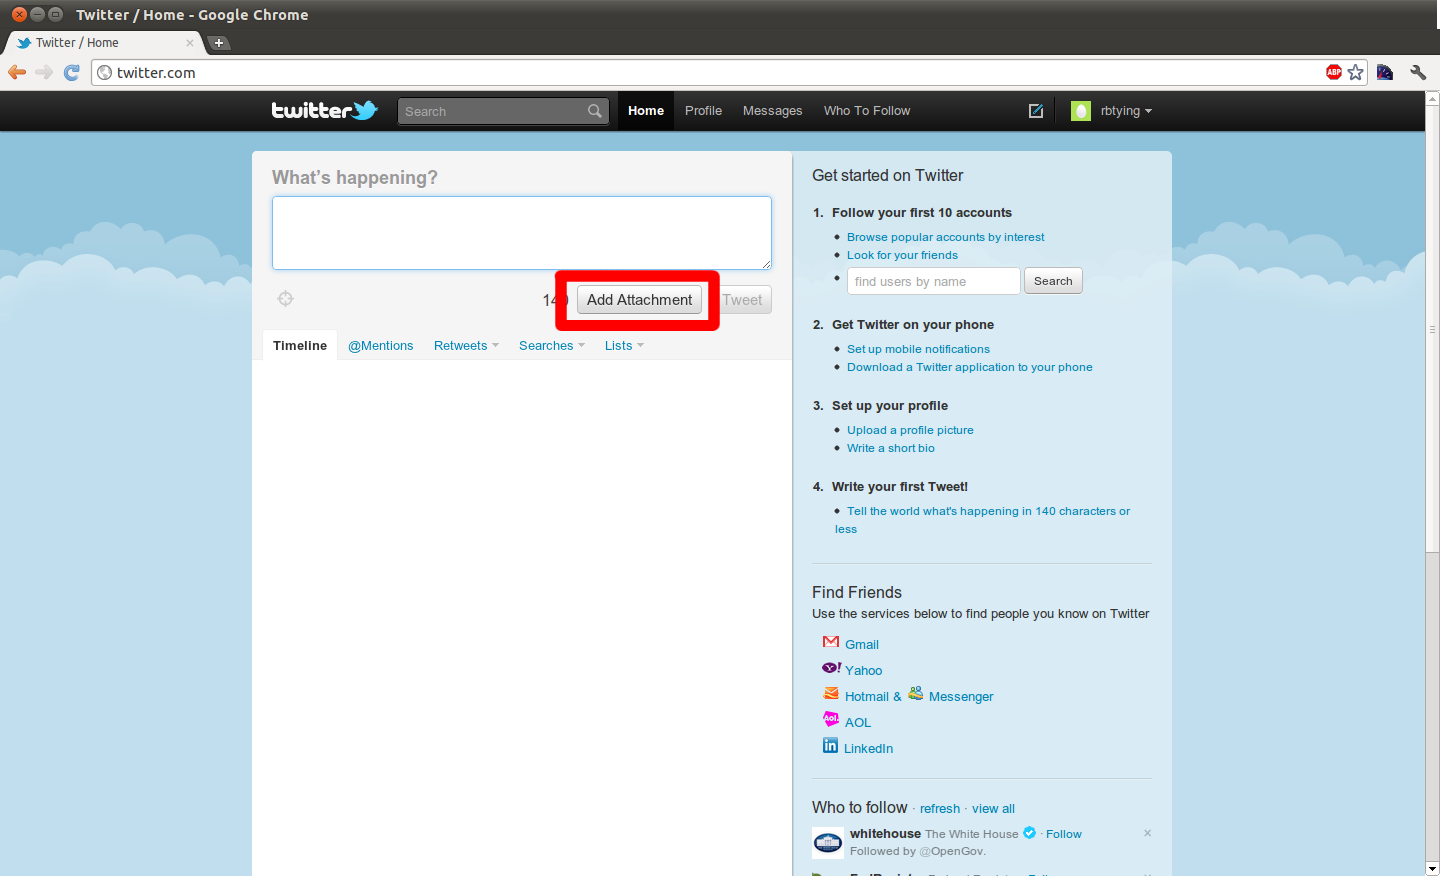 Twitter / Home - Google Chrome
Twitter / Home
twitter.com
ABP
twitter
Search
Home
Profile
Messages
Who To Follow
rbtying
What's happening?
Add Attachment
Tweet
Timeline
@Mentions
Retweets
Searches
Lists
Get started on Twitter
1. Follow your first 10 accounts
Browse popular accounts by interest
Look for your friends
find users by name
Search
2. Get Twitter on your phone
Set up mobile notifications
Download a Twitter application to your phone
3. Set up your profile
Upload a profile picture
Write a short bio
4. Write your first Tweet!
Tell the world what's happening in 140 characters or
less
Find Friends
Use the services below to find people you know on Twitter
Gmail
Y! Yahoo
Hotmail & Messenger
Aol. AOL
in LinkedIn
Who to follow · refresh · view all
whitehouse The White House · Follow
Followed by @OpenGov.